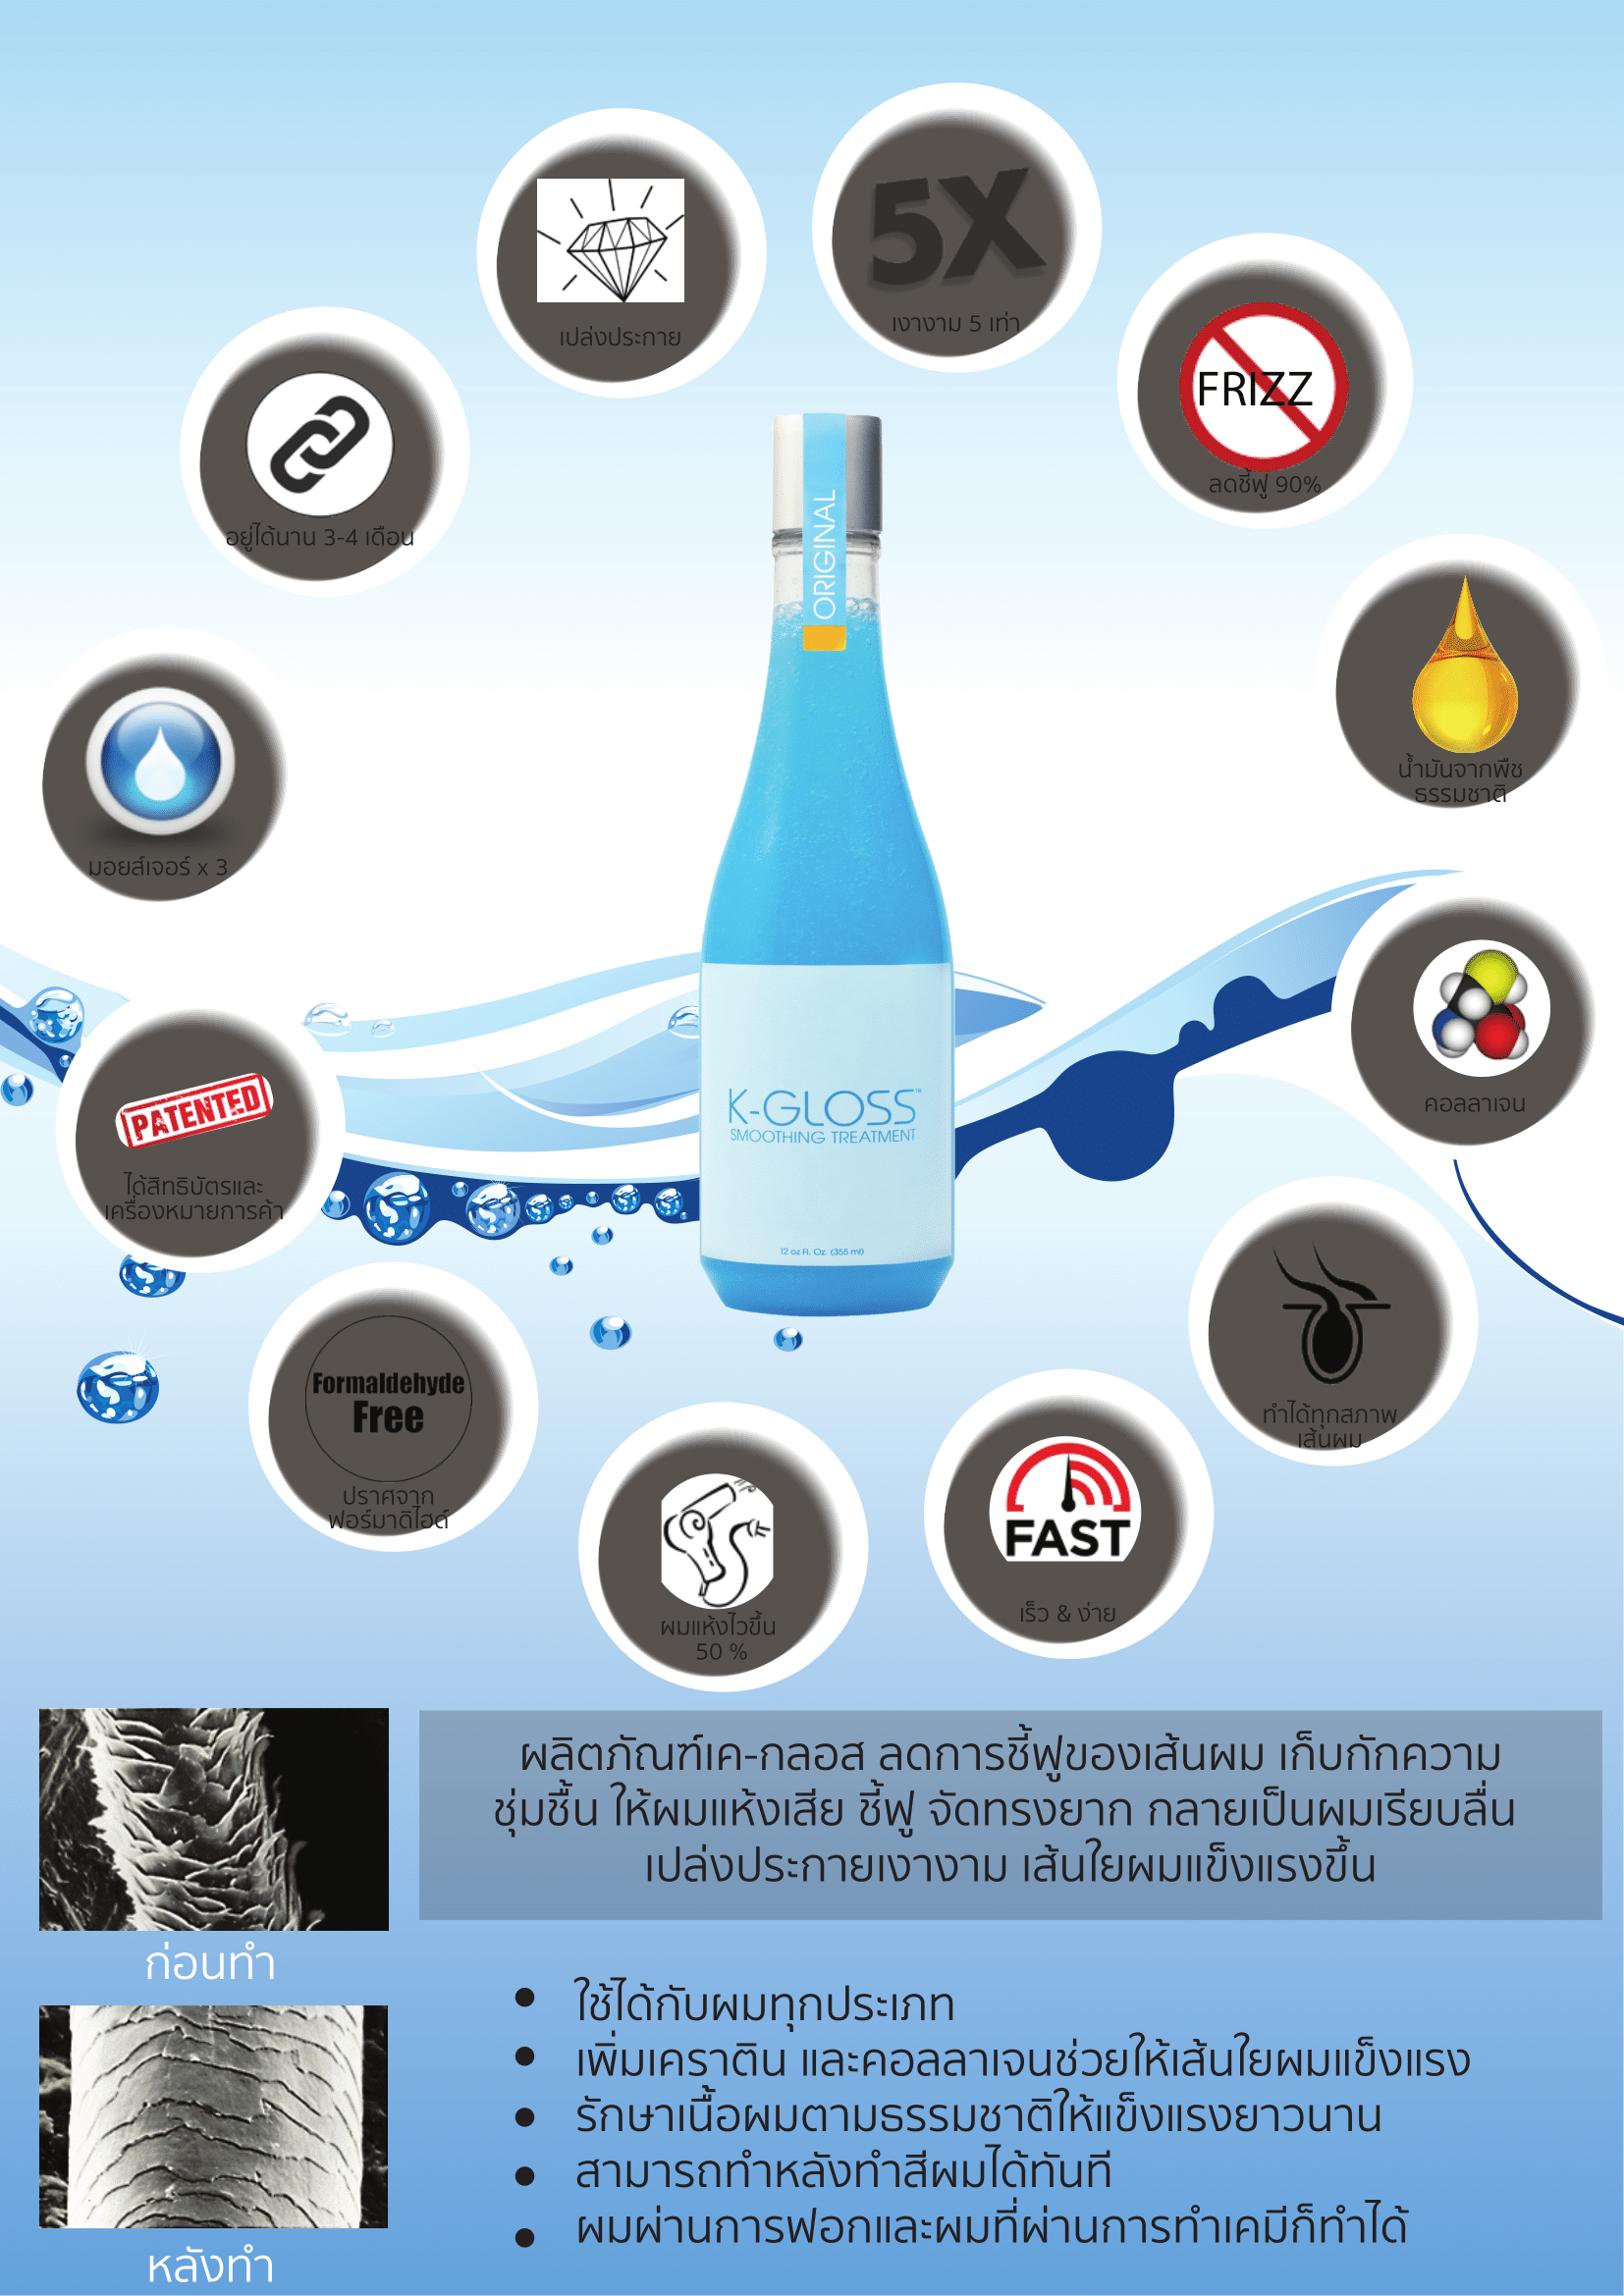 เปล่งประกาย
5X
เงางาม 5 เท่า
FRIZZ
ลดชี้ฟู 90%
อยู่ได้นาน 3-4 เดือน
ORIGINAL
น้ำมันจากพืช
ธรรมชาติ
มอยส์เจอร์ x 3
คอลลาเจน
PATENTED
ได้สิทธิบัตรและ
เครื่องหมายการค้า
K-GLOSS™
SMOOTHING TREATMENT
12 oz Fl. Oz. (355 ml)
ทำได้ทุกสภาพ
เส้นผม
Formaldehyde
Free
ปราศจาก
ฟอร์มาดิไฮด์
ผมแห้งไวขึ้น
50 %
FAST
เร็ว & ง่าย
ผลิตภัณฑ์เค-กลอส ลดการชี้ฟูของเส้นผม เก็บกักความ
ชุ่มชื้น ให้ผมแห้งเสีย ชี้ฟู จัดทรงยาก กลายเป็นผมเรียบลื่น
เปล่งประกายเงางาม เส้นใยผมแข็งแรงขึ้น
ก่อนทำ
หลังทำ
● ใช้ได้กับผมทุกประเภท
● เพิ่มเคราติน และคอลลาเจนช่วยให้เส้นใยผมแข็งแรง
● รักษาเนื้อผมตามธรรมชาติให้แข็งแรงยาวนาน
● สามารถทำหลังทำสีผมได้ทันที
● ผมผ่านการฟอกและผมที่ผ่านการทำเคมีก็ทำได้